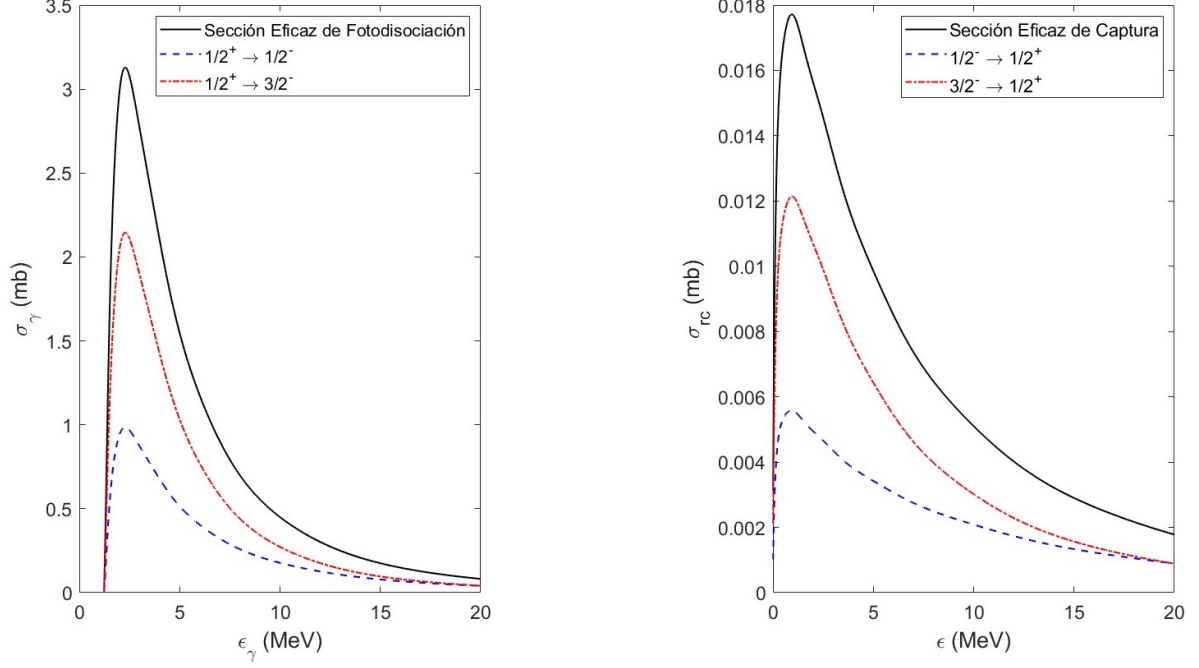 3.5
3
2.5
2
1.5
1
0.5
0
σγ (mb)
0 5 10 15 20
ϵγ (MeV)
Sección Eficaz de Fotodisociación
1/2+ → 1/2-
1/2+ → 3/2-
0.018
0.016
0.014
0.012
0.01
0.008
0.006
0.004
0.002
0
σrc (mb)
0 5 10 15 20
ϵ (MeV)
Sección Eficaz de Captura
1/2- → 1/2+
3/2- → 1/2+